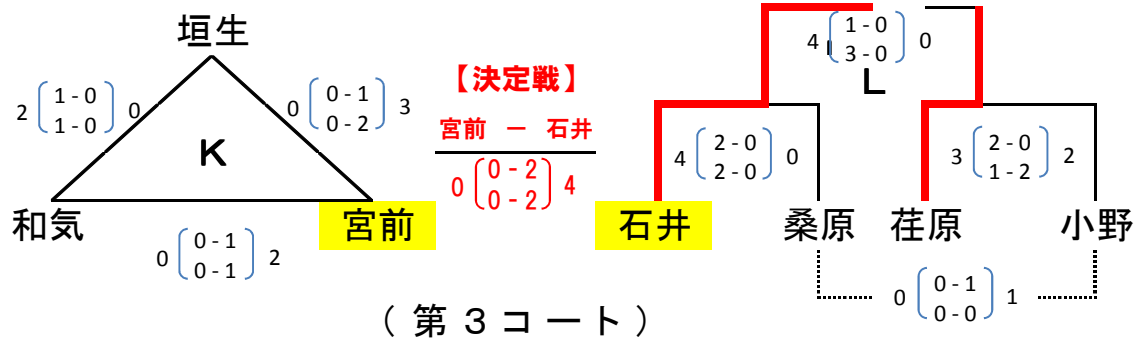 垣生
2 1 - 0 0
1 - 0
0 0 - 1 3
0 - 2
K
和気
宮前
0 0 - 1 2
0 - 1
【決定戦】
宮前 － 石井
0 0 - 2 4
0 - 2
4 1 - 0 0
3 - 0
L
4 2 - 0 0
2 - 0
3 2 - 0 2
1 - 2
石井
桑原
荏原
小野
0 0 - 1 1
0 - 0
（第３コート）